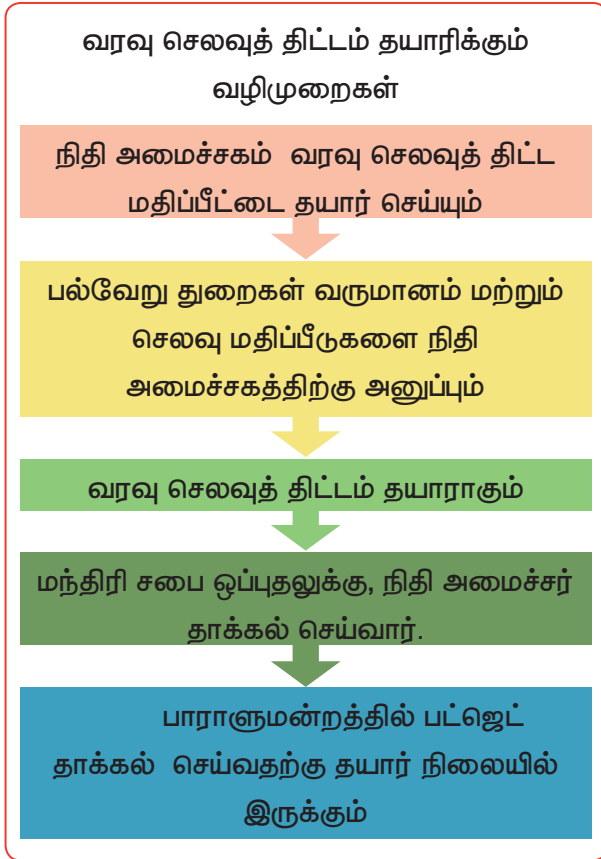 வரவு செலவுத் திட்டம் தயாரிக்கும்
வழிமுறைகள்
நிதி அமைச்சகம் வரவு செலவுத் திட்ட
மதிப்பீட்டை தயார் செய்யும்
பல்வேறு துறைகள் வருமானம் மற்றும்
செலவு மதிப்பீடுகளை நிதி
அமைச்சகத்திற்கு அனுப்பும்
வரவு செலவுத் திட்டம் தயாராகும்
மந்திரி சபை ஒப்புதலுக்கு, நிதி அமைச்சர்
தாக்கல் செய்வார்.
பாராளுமன்றத்தில் பட்ஜெட்
தாக்கல் செய்வதற்கு தயார் நிலையில்
இருக்கும்